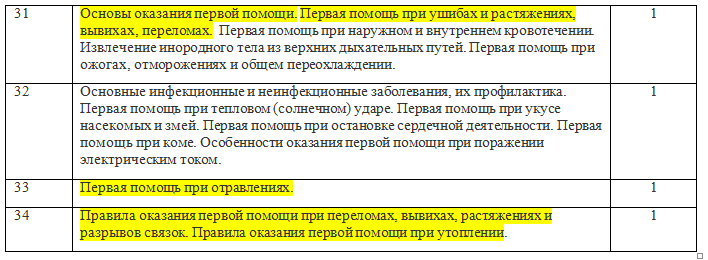 31 Основы оказания первой помощи. Первая помощь при ушибах и растяжениях, 1
вывихах, переломах. Первая помощь при наружном и внутреннем кровотечении.
Извлечение инородного тела из верхних дыхательных путей. Первая помощь при
ожогах, отморожениях и общем переохлаждении.
32 Основные инфекционные и неинфекционные заболевания, их профилактика. 1
Первая помощь при тепловом (солнечном) ударе. Первая помощь при укусе
насекомых и змей. Первая помощь при остановке сердечной деятельности. Первая
помощь при коме. Особенности оказания первой помощи при поражении
электрическим током.
33 Первая помощь при отравлениях. 1
34 Правила оказания первой помощи при переломах, вывихах, растяжениях и 1
разрывов связок. Правила оказания первой помощи при утоплении.